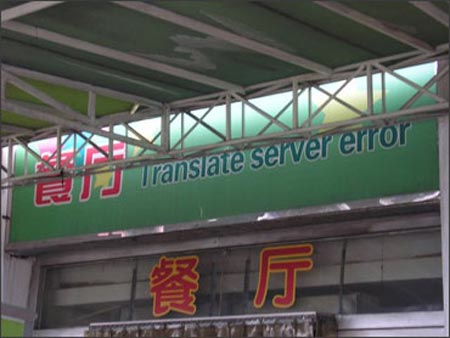 餐厅 Translate server error
餐厅